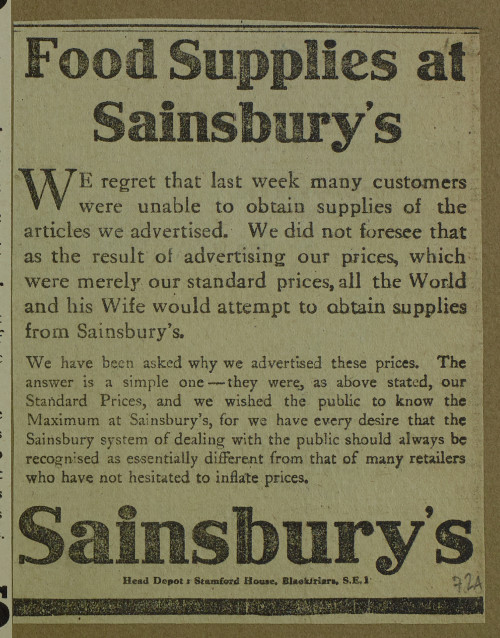 Food Supplies at
Sainsbury's
WE regret that last week many customers
were unable to obtain supplies of the
articles we advertised. We did not foresee that
as the result of advertising our prices, which
were merely our standard prices, all the World
and his Wife would attempt to obtain supplies
from Sainsbury's.
We have been asked why we advertised these prices. The
answer is a simple one — they were, as above stated, our
Standard Prices, and we wished the public to know the
Maximum at Sainsbury's, for we have every desire that the
Sainsbury system of dealing with the public should always be
recognised as essentially different from that of many retailers
who have not hesitated to inflate prices.
Sainsbury's
Head Depot : Stamford House, Blackfriars, S.E.1
72A